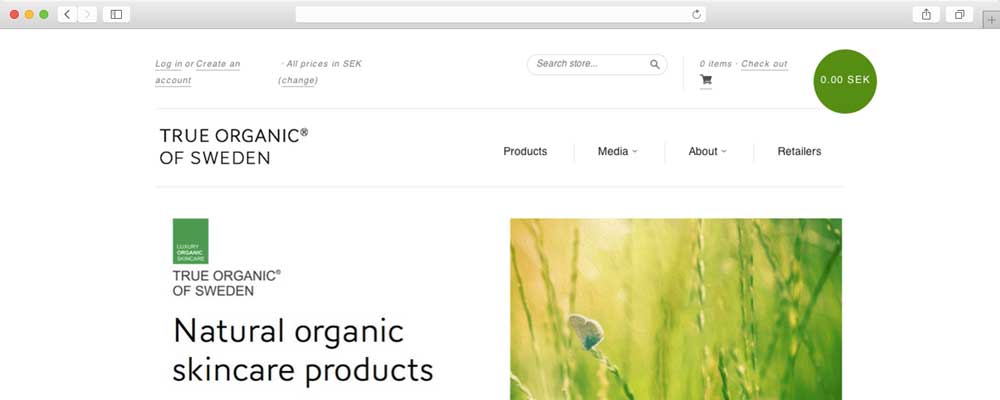 Log in or Create an
account
· All prices in SEK
(change)
Search store...
0 items · Check out
0.00 SEK
TRUE ORGANIC®
OF SWEDEN
Products
Media
About
Retailers
LUXURY
ORGANIC
SKINCARE
TRUE ORGANIC®
OF SWEDEN
Natural organic
skincare products